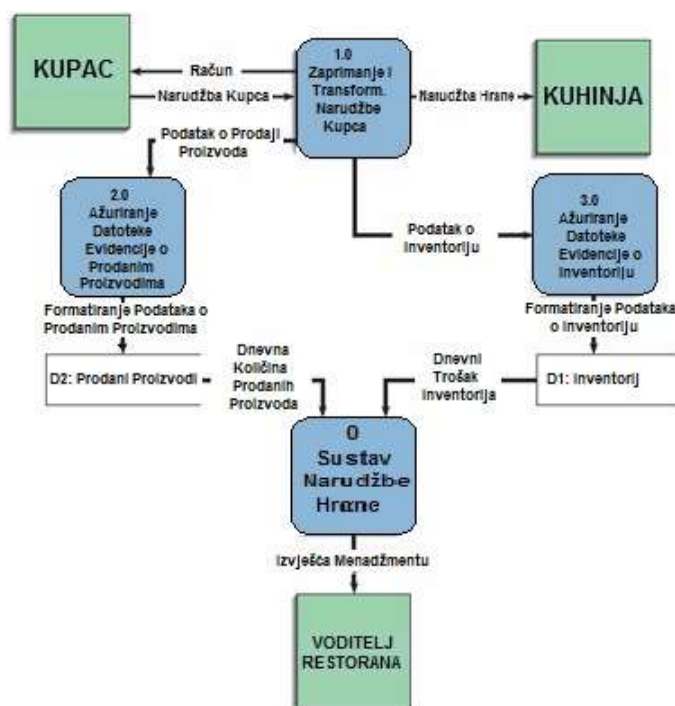 KUPAC
Račun
Narudžba Kupca
1.0
Zaprimanje I
Transform.
Narudžbe
Kupca
Narudžba Hrane
KUHINJA
Podatak o Prodaji
Proizvoda
2.0
Ažuriranje
Datoteke
Evidencije o
Prodanim
Proizvodima
Podatak o
Inventoriju
3.0
Ažuriranje
Datoteke
Evidencije o
Inventoriju
Formatiranje Podataka o
Prodanim Proizvodima
Formatiranje Podataka
o Inventoriju
D2: Prodani Proizvodi
Dnevna
Količina
Prodanih
Proizvoda
Dnevni
Trošak
Inventorija
D1: Inventorij
0
Sustav
Narudžbe
Hrane
Izvješća Menadžmentu
VODITELJ
RESTORANA